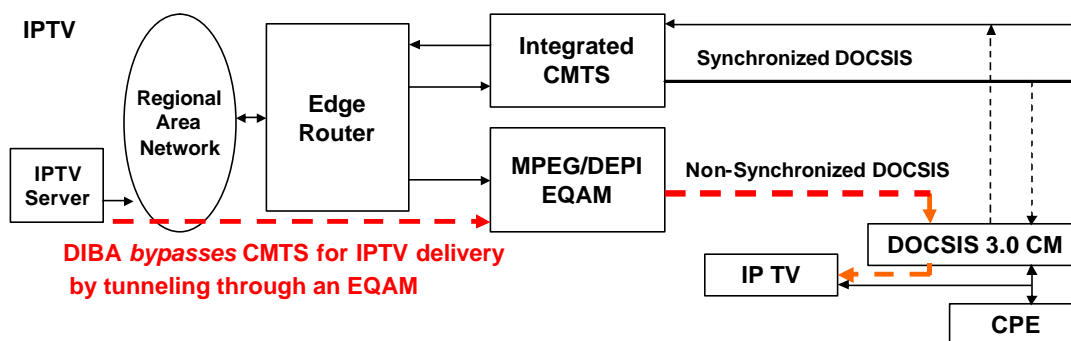 IPTV
Integrated
CMTS
Synchronized DOCSIS
Regional
Area
Network
Edge
Router
IPTV
Server
MPEG/DEPI
EQAM
Non-Synchronized DOCSIS
DIBA bypasses CMTS for IPTV delivery
by tunneling through an EQAM
DOCSIS 3.0 CM
IP TV
CPE